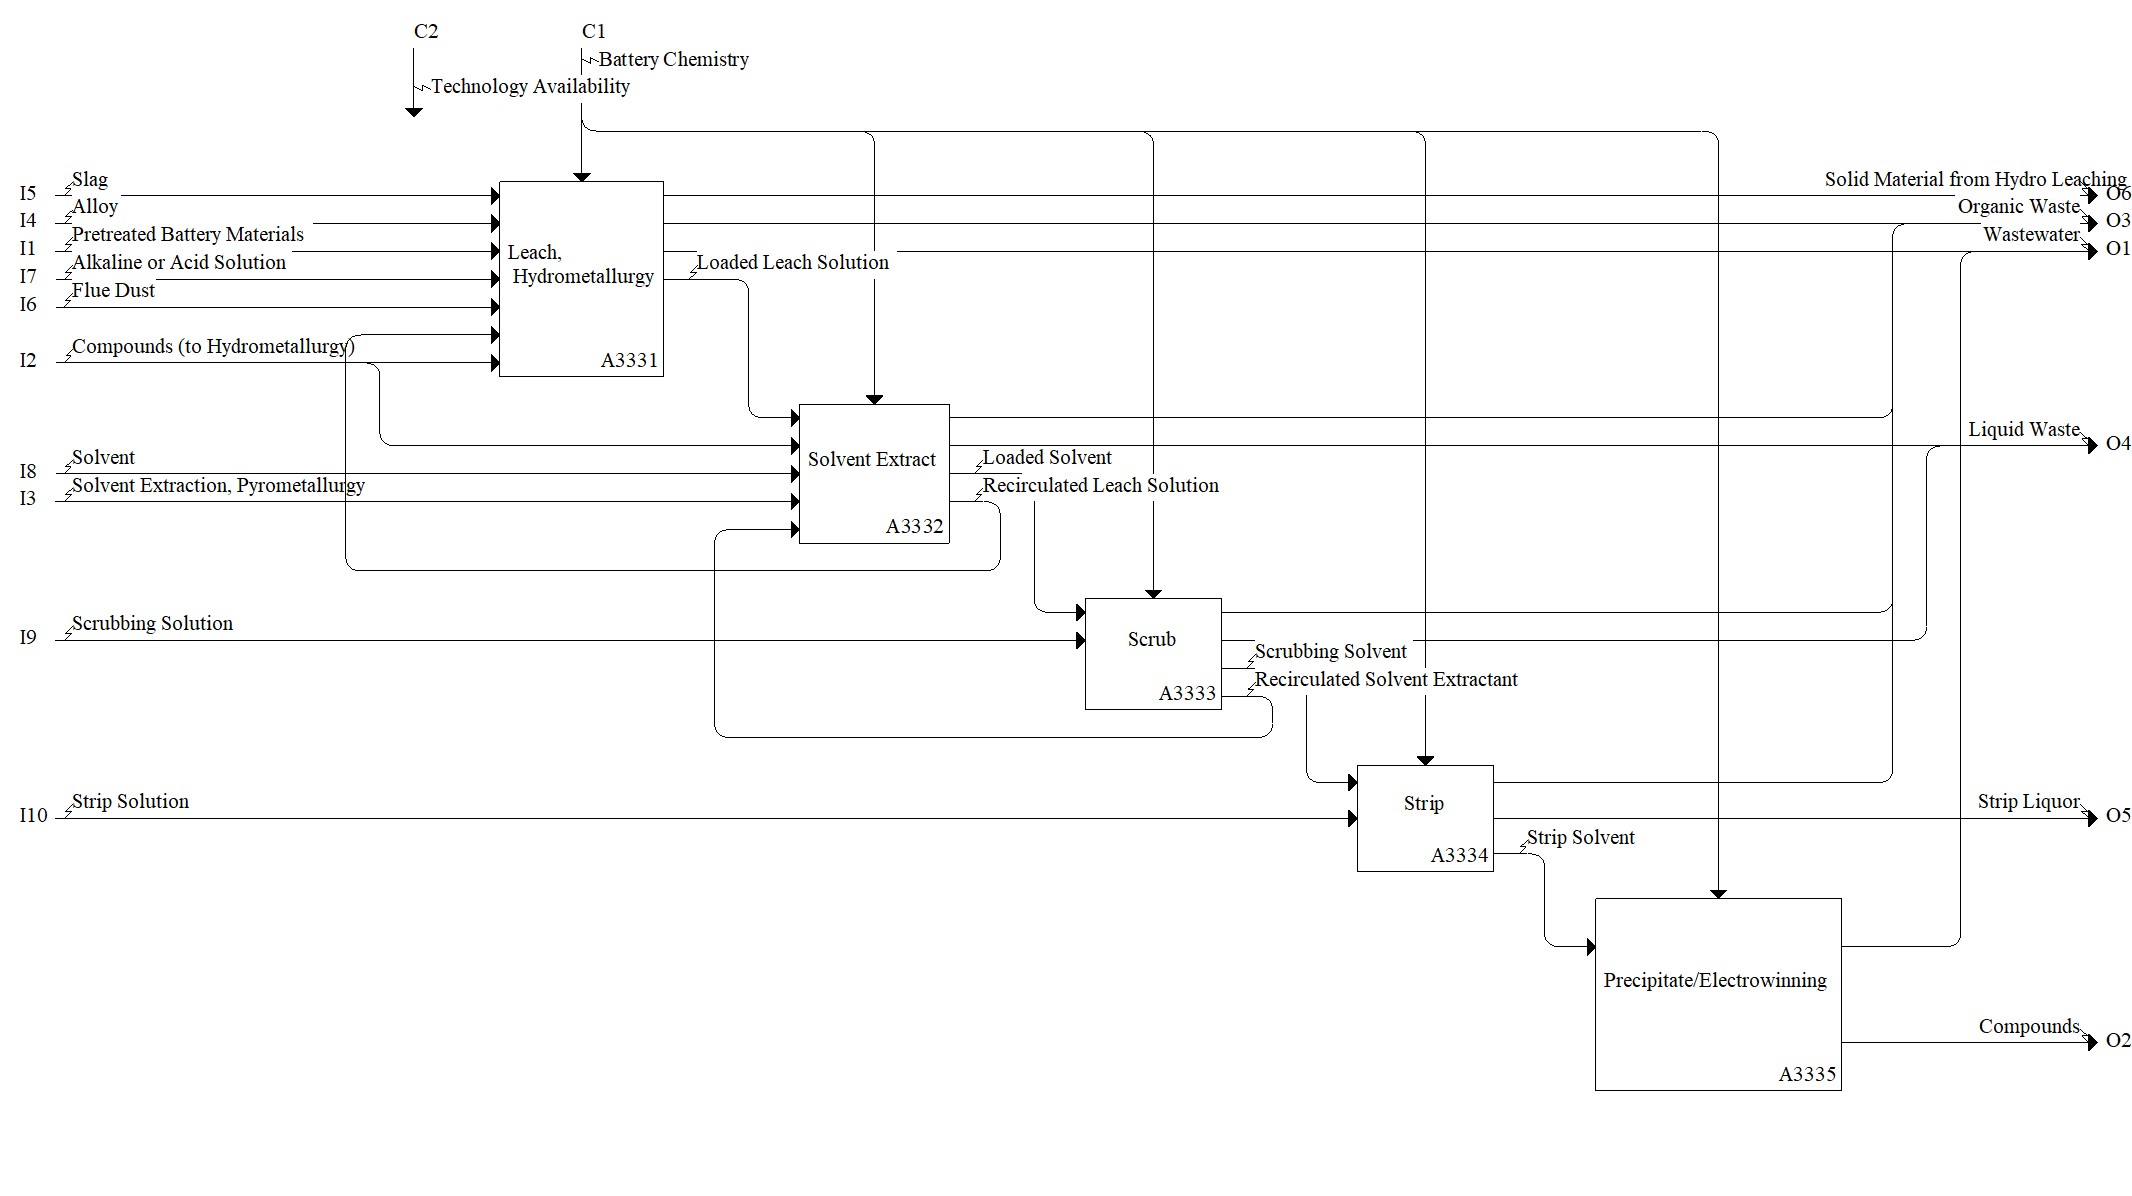 C2
C1
Battery Chemistry
Technology Availability
I5
Slag
I4
Alloy
I1
Pretreated Battery Materials
I7
Alkaline or Acid Solution
I6
Flue Dust
I2
Compounds (to Hydrometallurgy)
Leach,
Hydrometallurgy
A3331
Loaded Leach Solution
Solid Material from Hydro Leaching
O6
Organic Waste
O3
Wastewater
O1
I8
Solvent
I3
Solvent Extraction, Pyrometallurgy
Solvent Extract
A3332
Loaded Solvent
Recirculated Leach Solution
Liquid Waste
O4
I9
Scrubbing Solution
Scrub
A3333
Scrubbing Solvent
Recirculated Solvent Extractant
I10
Strip Solution
Strip
A3334
Strip Solvent
Strip Liquor
O5
Precipitate/Electrowinning
A3335
Compounds
O2